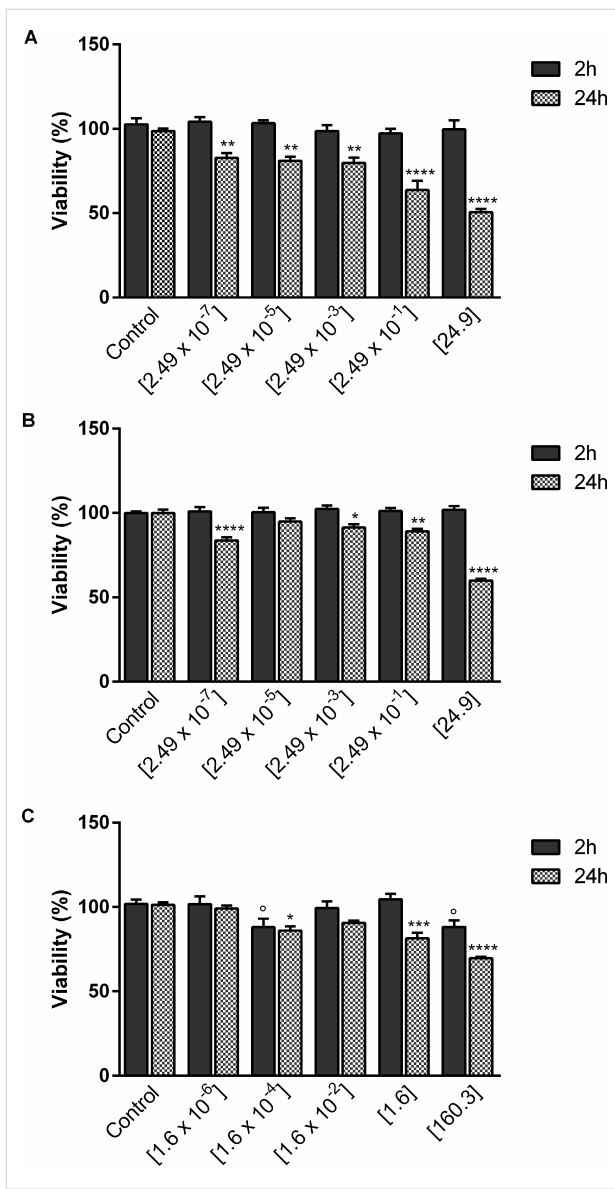 A
150
100
50
0
Viability (%)
** ** ** **** ****
2h
24h
Control [2.49 x 10⁻⁷] [2.49 x 10⁻⁵] [2.49 x 10⁻³] [2.49 x 10⁻¹] [24.9]
B
150
100
50
0
Viability (%)
**** * ** ****
2h
24h
Control [2.49 x 10⁻⁷] [2.49 x 10⁻⁵] [2.49 x 10⁻³] [2.49 x 10⁻¹] [24.9]
C
150
100
50
0
Viability (%)
° * *** ° ****
2h
24h
Control [1.6 x 10⁻⁶] [1.6 x 10⁻⁴] [1.6 x 10⁻²] [1.6] [160.3]